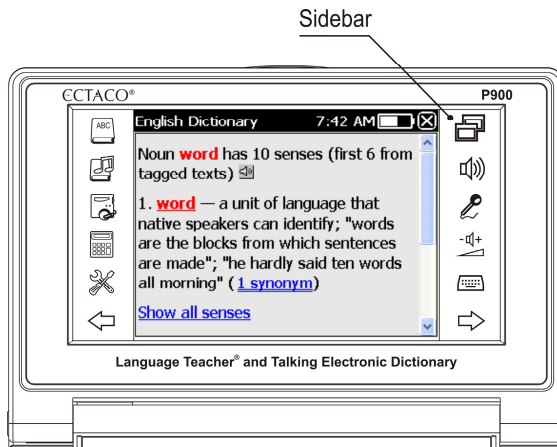 Sidebar
ECTACO®
P900
ABC
English Dictionary 7:42 AM
Noun word has 10 senses (first 6 from
tagged texts)
1. word — a unit of language that
native speakers can identify; "words
are the blocks from which sentences
are made"; "he hardly said ten words
all morning" ( 1 synonym)
Show all senses
- +
Language Teacher® and Talking Electronic Dictionary